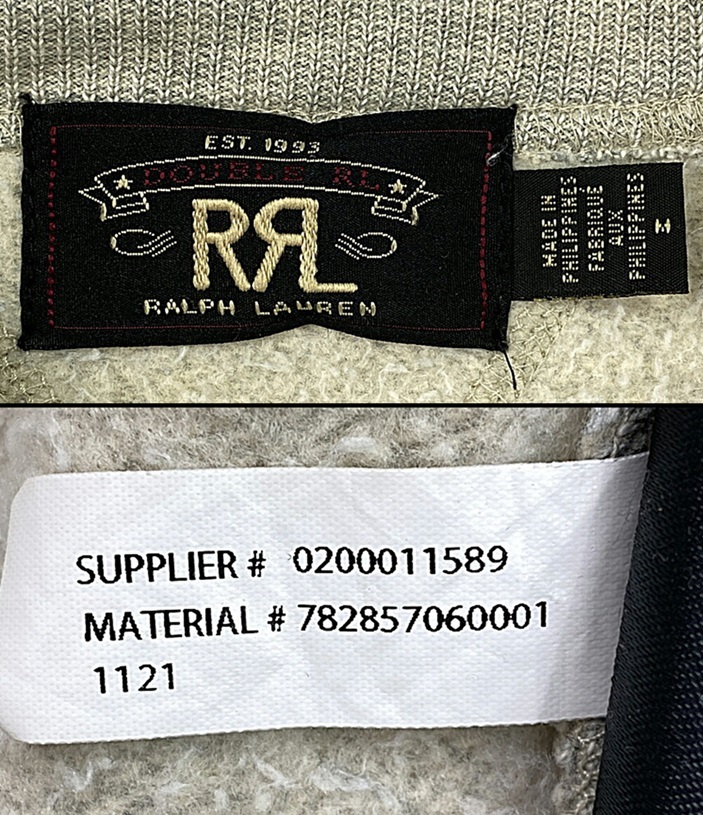 EST. 1993
DOUBLE RL
RRL
RALPH LAUREN
MADE IN
PHILIPPINES
FABRIQUE
AUX
PHILIPPINES
M
SUPPLIER # 0200011589
MATERIAL # 782857060001
1121